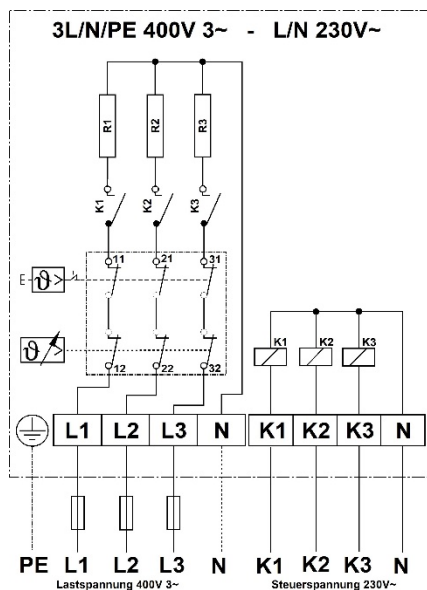 3L/N/PE 400V 3~ - L/N 230V~
R1 R2 R3
K1 K2 K3
11 21 31
E ϑ
ϑ
12 22 32
K1 K2 K3
L1 L2 L3 N K1 K2 K3 N
PE L1 L2 L3 N K1 K2 K3 N
Lastspannung 400V 3~ Steuerspannung 230V~